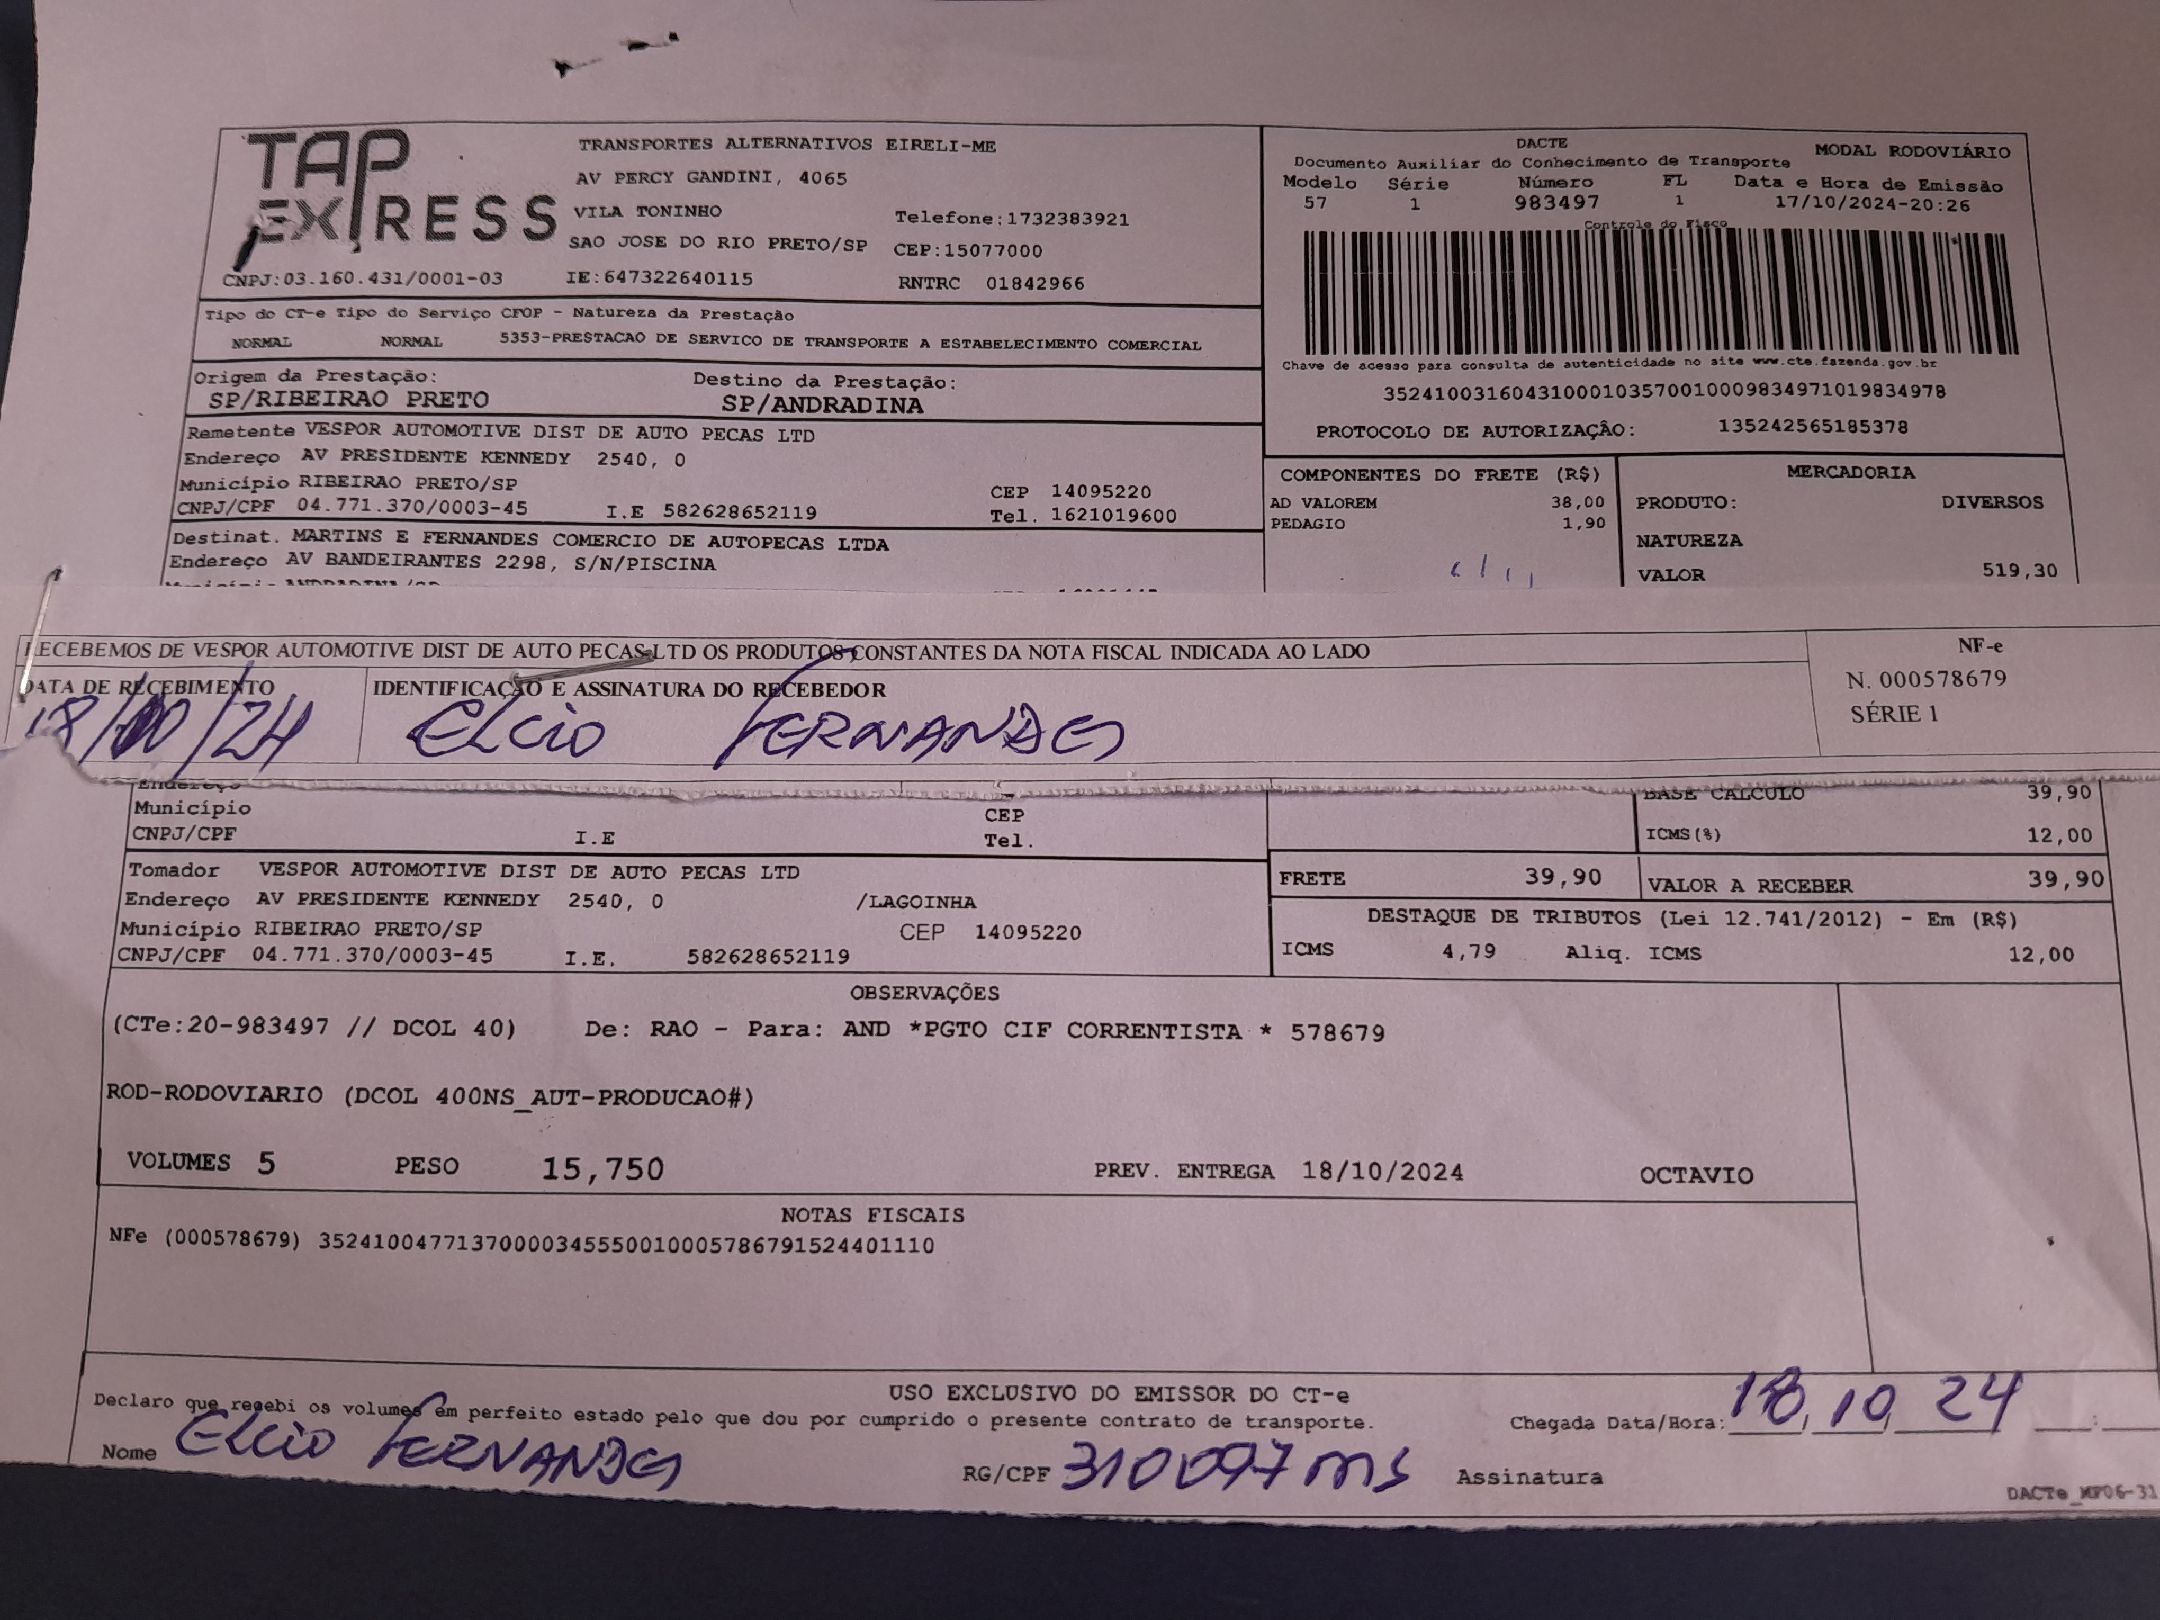 TAP EXPRESS
TRANSPORTES ALTERNATIVOS EIRELI-ME
AV PERCY GANDINI, 4065
VILA TONINHO Telefone:1732383921
SAO JOSE DO RIO PRETO/SP CEP:15077000
CNPJ:03.160.431/0001-03 IE:647322640115 RNTRC 01842966
DACTE MODAL RODOVIÁRIO
Documento Auxiliar do Conhecimento de Transporte
Modelo Série Número FL Data e Hora de Emissão
57 1 983497 1 17/10/2024-20:26
Controle do Fisco
Chave de acesso para consulta de autenticidade no site www.cte.fazenda.gov.br
35241003160431000103570010009834971019834978
PROTOCOLO DE AUTORIZAÇÂO: 135242565185378
Tipo do CT-e Tipo do Serviço CFOP - Natureza da Prestação
NORMAL NORMAL 5353-PRESTACAO DE SERVICO DE TRANSPORTE A ESTABELECIMENTO COMERCIAL
Origem da Prestação: Destino da Prestação:
SP/RIBEIRAO PRETO SP/ANDRADINA
Remetente VESPOR AUTOMOTIVE DIST DE AUTO PECAS LTD
Endereço AV PRESIDENTE KENNEDY 2540, 0
Município RIBEIRAO PRETO/SP CEP 14095220
CNPJ/CPF 04.771.370/0003-45 I.E 582628652119 Tel. 1621019600
Destinat. MARTINS E FERNANDES COMERCIO DE AUTOPECAS LTDA
Endereço AV BANDEIRANTES 2298, S/N/PISCINA
COMPONENTES DO FRETE (R$)
AD VALOREM 38,00
PEDAGIO 1,90
MERCADORIA
PRODUTO: DIVERSOS
NATUREZA
VALOR 519,30
RECEBEMOS DE VESPOR AUTOMOTIVE DIST DE AUTO PECAS LTD OS PRODUTOS CONSTANTES DA NOTA FISCAL INDICADA AO LADO
DATA DE RECEBIMENTO IDENTIFICAÇÃO E ASSINATURA DO RECEBEDOR
18/10/24 ELCIO FERNANDES
NF-e
N. 000578679
SÉRIE 1
Endereço
Município CEP
CNPJ/CPF I.E Tel.
BASE CALCULO 39,90
ICMS(%) 12,00
Tomador VESPOR AUTOMOTIVE DIST DE AUTO PECAS LTD
Endereço AV PRESIDENTE KENNEDY 2540, 0 /LAGOINHA
Município RIBEIRAO PRETO/SP CEP 14095220
CNPJ/CPF 04.771.370/0003-45 I.E. 582628652119
FRETE 39,90 VALOR A RECEBER 39,90
DESTAQUE DE TRIBUTOS (Lei 12.741/2012) - Em (R$)
ICMS 4,79 Aliq. ICMS 12,00
OBSERVAÇÕES
(CTe:20-983497 // DCOL 40) De: RAO - Para: AND *PGTO CIF CORRENTISTA * 578679
ROD-RODOVIARIO (DCOL 400NS_AUT-PRODUCAO#)
VOLUMES 5 PESO 15,750 PREV. ENTREGA 18/10/2024 OCTAVIO
NOTAS FISCAIS
NFe (000578679) 35241004771370000345550010005786791524401110
USO EXCLUSIVO DO EMISSOR DO CT-e
Declaro que recebi os volumes em perfeito estado pelo que dou por cumprido o presente contrato de transporte.
Chegada Data/Hora: 18 10 24
Nome ELCIO FERNANDES RG/CPF 310097 MS Assinatura
DACTe_MF06-31